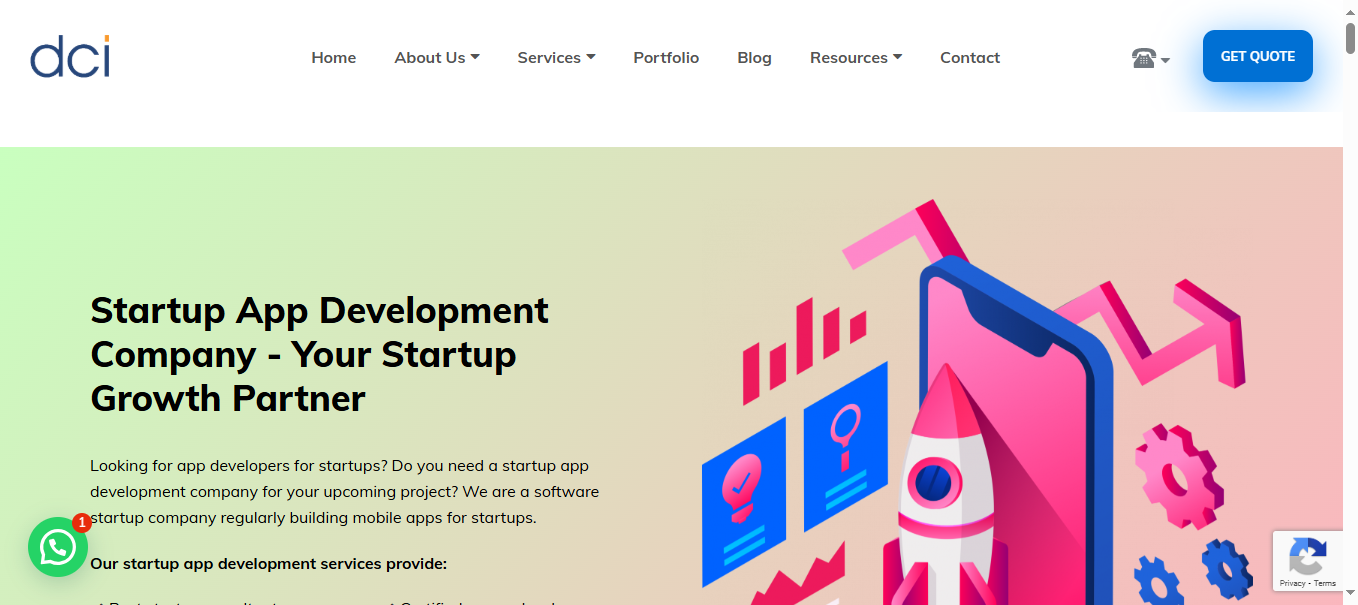 dci
Home
About Us
Services
Portfolio
Blog
Resources
Contact
GET QUOTE
Startup App Development
Company - Your Startup
Growth Partner
Looking for app developers for startups? Do you need a startup app
development company for your upcoming project? We are a software
startup company regularly building mobile apps for startups.
1
Our startup app development services provide:
Privacy - Terms